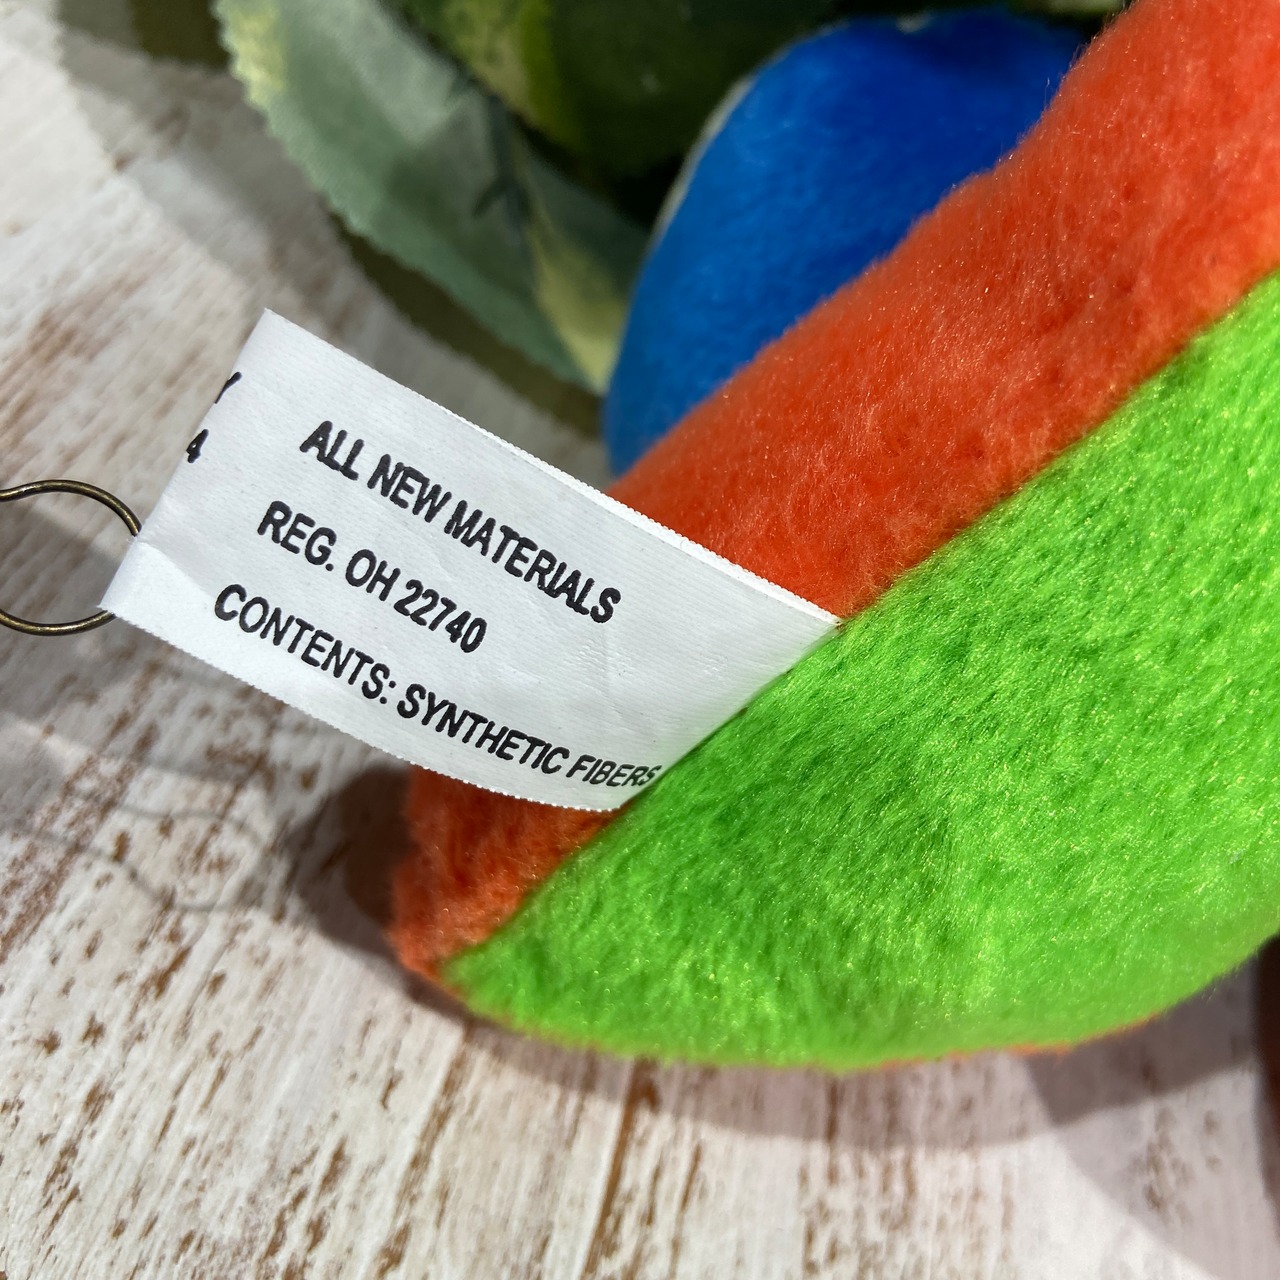 ALL NEW MATERIALS
REG. OH 22740
CONTENTS: SYNTHETIC FIBERS